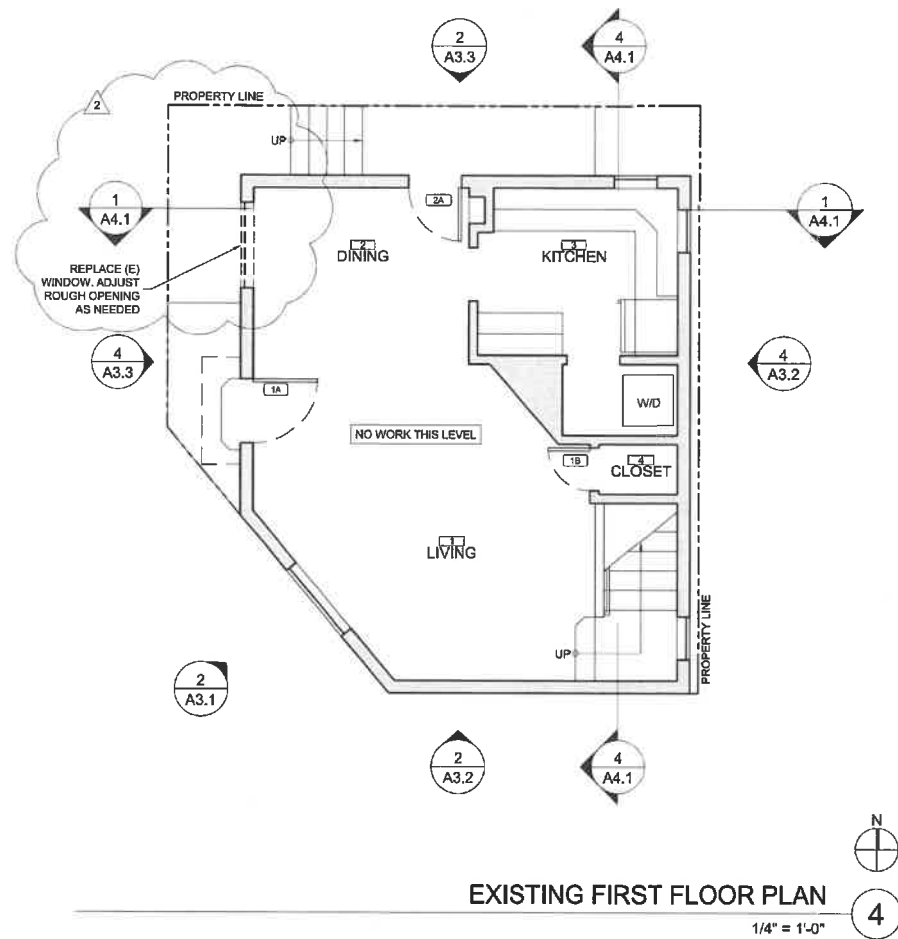 2
A3.3
4
A4.1
2
PROPERTY LINE
UP
1
A4.1
2A
1
A4.1
2
DINING
3
KITCHEN
REPLACE (E)
WINDOW. ADJUST
ROUGH OPENING
AS NEEDED
4
A3.3
4
A3.2
1A
W/D
NO WORK THIS LEVEL
1B
4
CLOSET
1
LIVING
PROPERTY LINE
UP
2
A3.1
2
A3.2
4
A4.1
N
EXISTING FIRST FLOOR PLAN
4
1/4" = 1'-0"